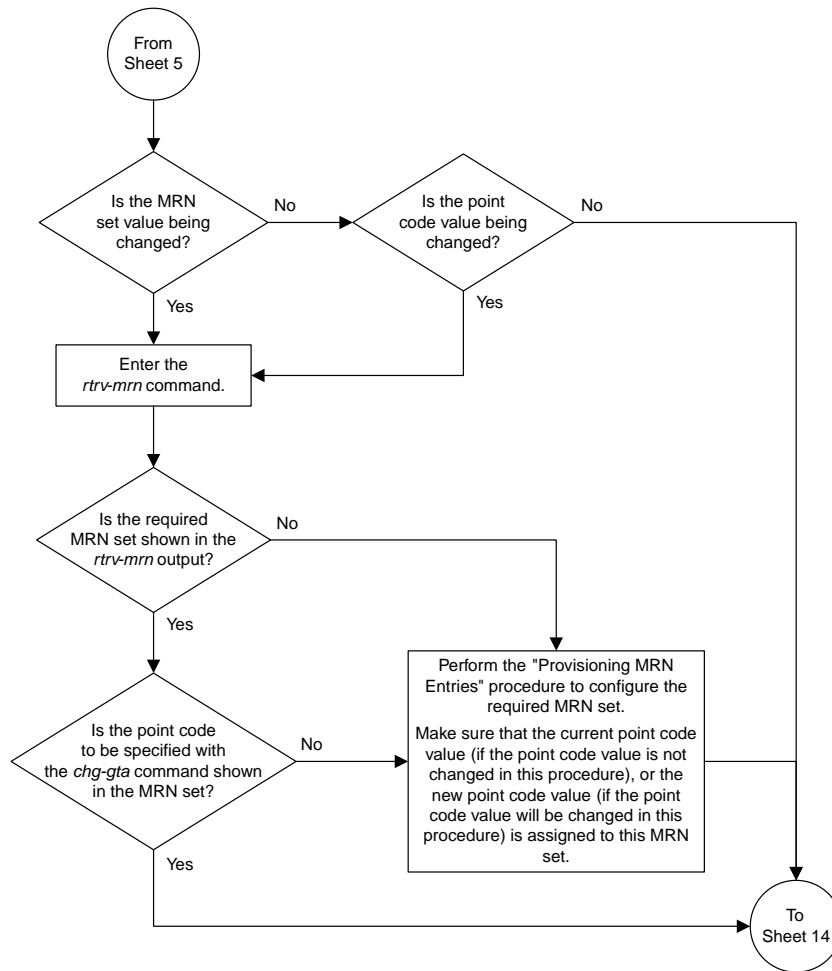 From
Sheet 5
Is the MRN
set value being
changed?
No
Is the point
code value being
changed?
No
Yes
Yes
Enter the
rtrv-mrn command.
Is the required
MRN set shown in the
rtrv-mrn output?
No
Yes
Perform the "Provisioning MRN
Entries" procedure to configure the
required MRN set.
Make sure that the current point code
value (if the point code value is not
changed in this procedure), or the
new point code value (if the point
code value will be changed in this
procedure) is assigned to this MRN
set.
Is the point code
to be specified with
the chg-gta command shown
in the MRN set?
No
Yes
To
Sheet 14